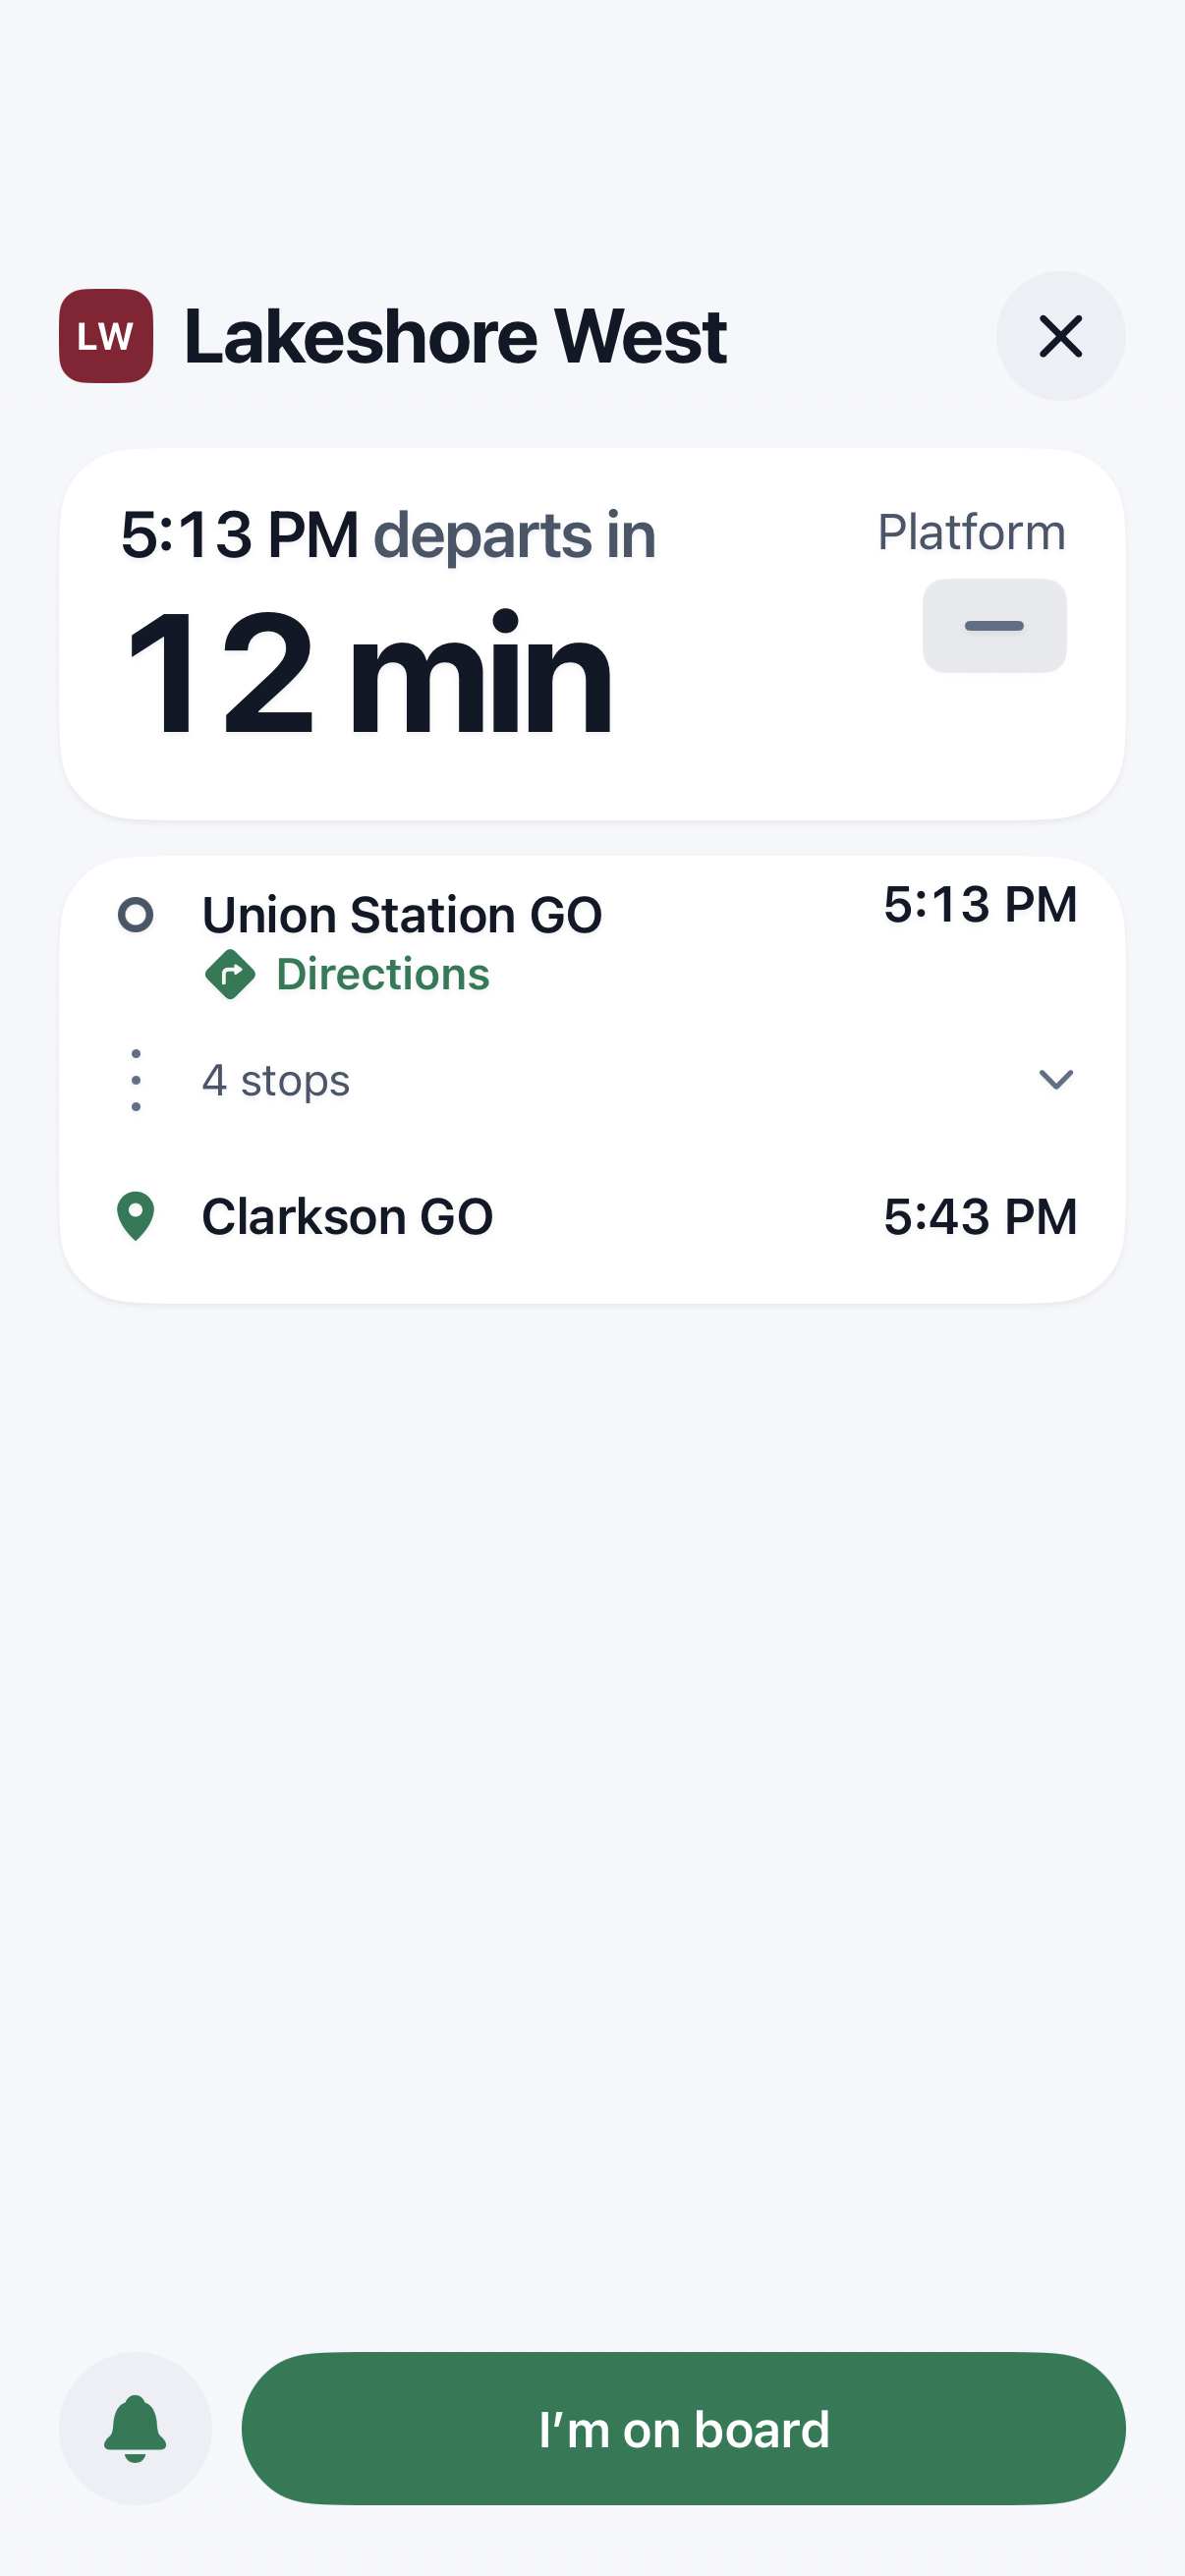 LW Lakeshore West
5:13 PM departs in
Platform
12 min
Union Station GO 5:13 PM
Directions
4 stops
Clarkson GO 5:43 PM
I’m on board